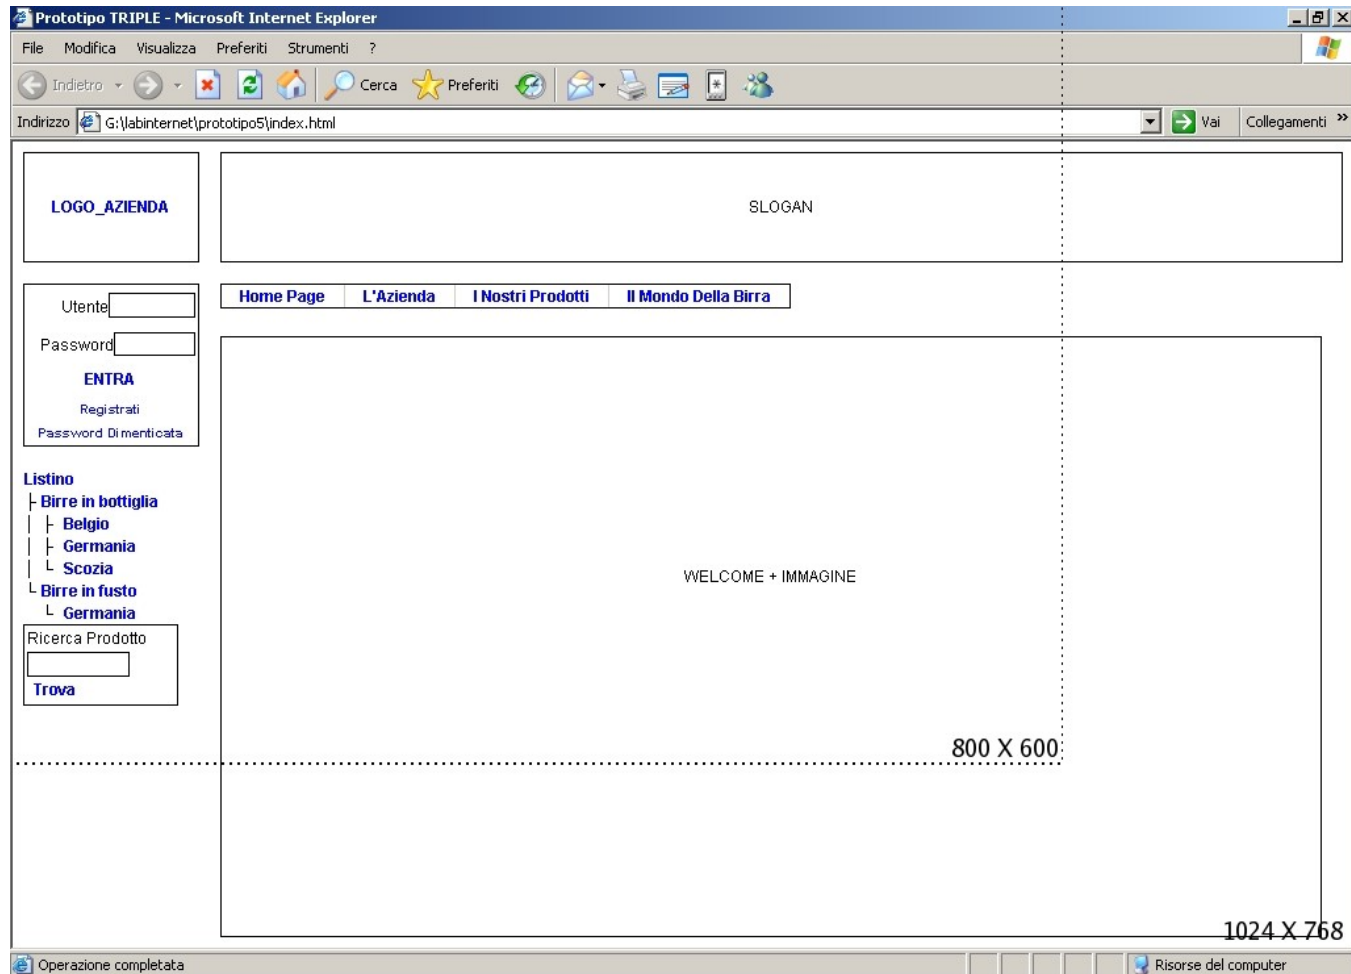 Prototipo TRIPLE - Microsoft Internet Explorer
File Modifica Visualizza Preferiti Strumenti ?
Indietro Cerca Preferiti
Indirizzo G:\labinternet\prototipo5\index.html Vai Collegamenti »
LOGO_AZIENDA
SLOGAN
Home Page L'Azienda I Nostri Prodotti Il Mondo Della Birra
Utente
Password
ENTRA
Registrati
Password Dimenticata
Listino
Birre in bottiglia
Belgio
Germania
Scozia
Birre in fusto
Germania
Ricerca Prodotto
Trova
WELCOME + IMMAGINE
800 X 600
1024 X 768
Operazione completata Risorse del computer